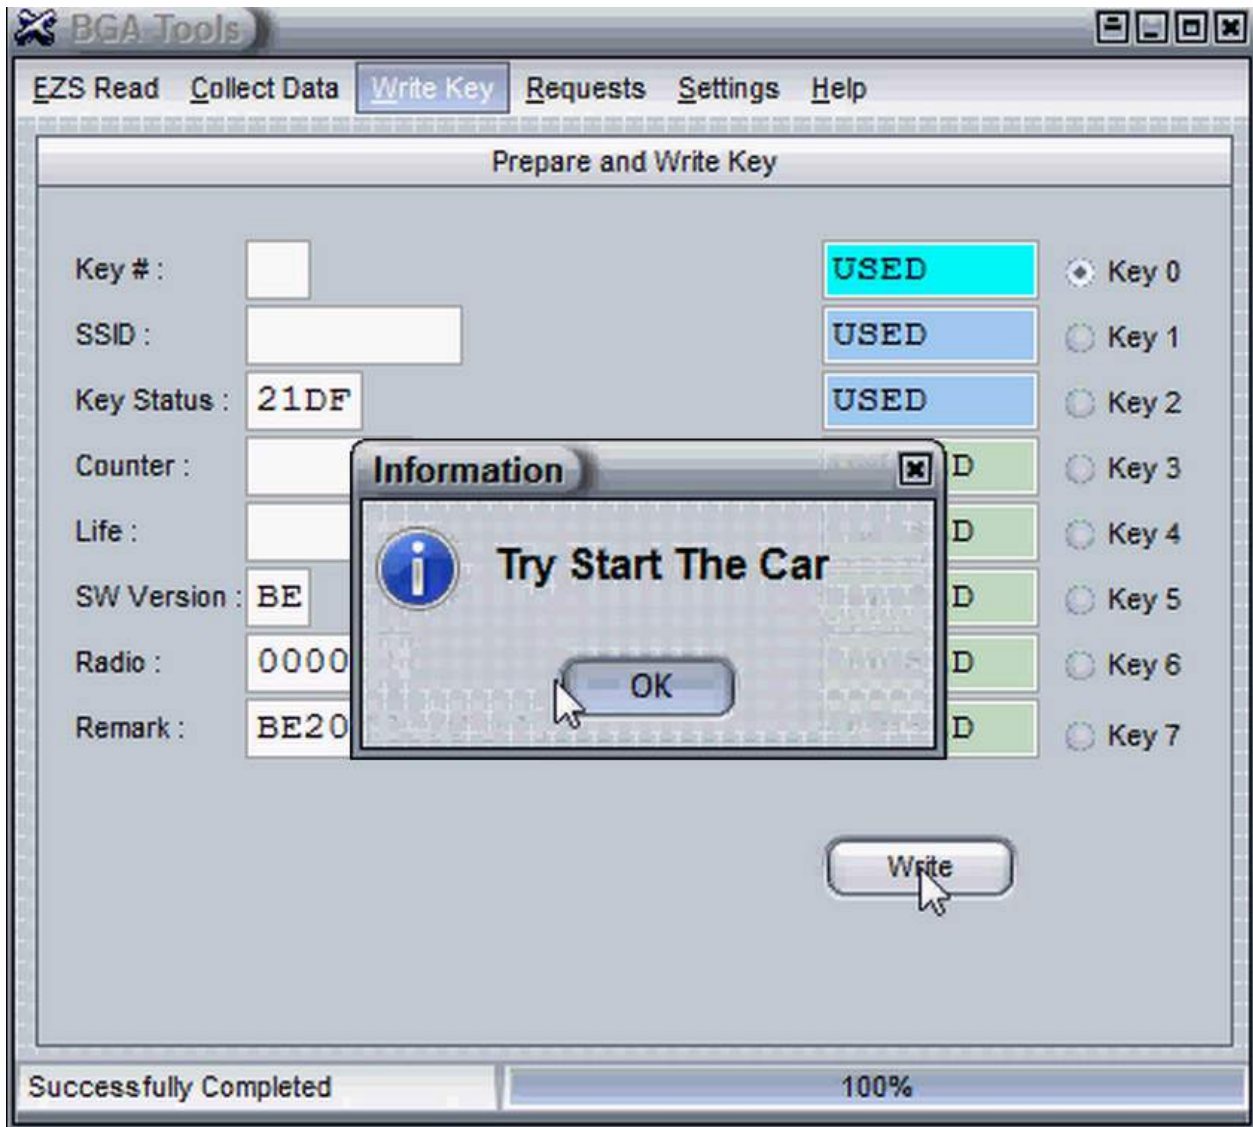 BGA Tools
EZS Read Collect Data Write Key Requests Settings Help
Prepare and Write Key
Key # : USED Key 0
SSID : USED Key 1
Key Status : 21DF USED Key 2
Counter : D Key 3
Information
Life : D Key 4
Try Start The Car
SW Version : BE D Key 5
Radio : 0000 D Key 6
OK
Remark : BE20 D Key 7
Write
Successfully Completed 100%